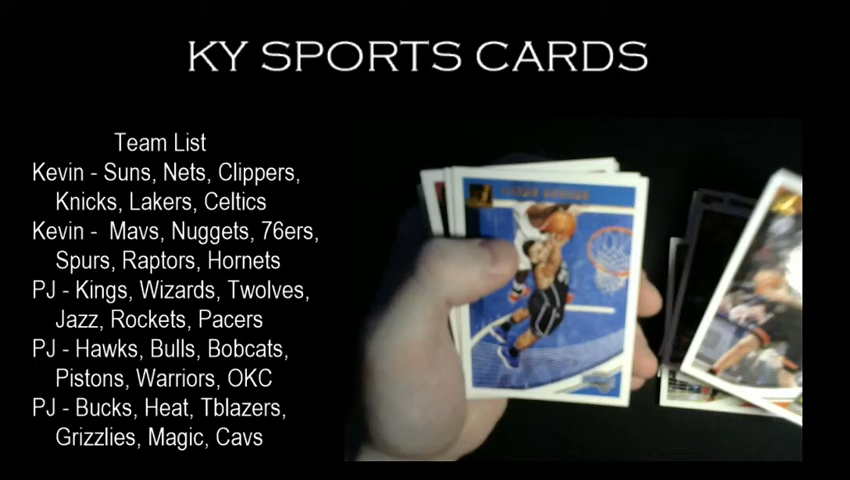 KY SPORTS CARDS
Team List
Kevin - Suns, Nets, Clippers,
Knicks, Lakers, Celtics
Kevin - Mavs, Nuggets, 76ers,
Spurs, Raptors, Hornets
PJ - Kings, Wizards, Twolves,
Jazz, Rockets, Pacers
PJ - Hawks, Bulls, Bobcats,
Pistons, Warriors, OKC
PJ - Bucks, Heat, Tblazers,
Grizzlies, Magic, Cavs